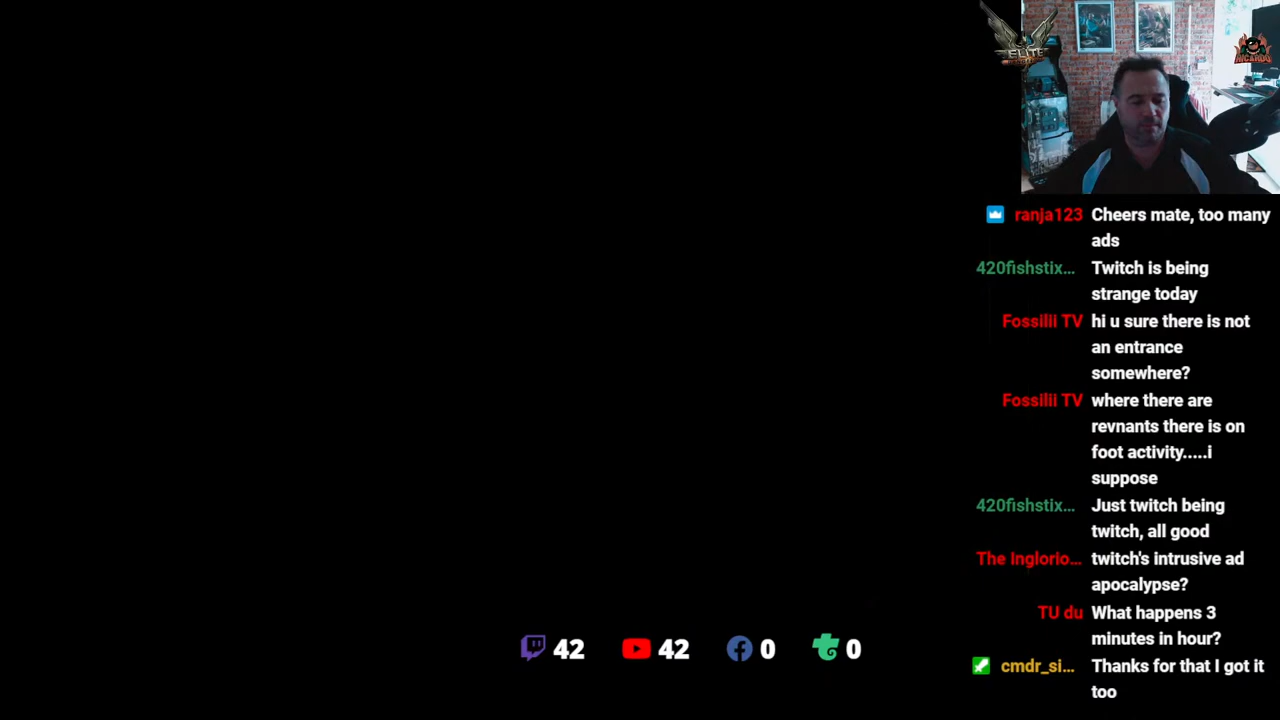 ELITE
RICARDO
ranja123 Cheers mate, too many
ads
420fishstix... Twitch is being
strange today
Fossilii TV hi u sure there is not
an entrance
somewhere?
Fossilii TV where there are
revnants there is on
foot activity.....i
suppose
420fishstix... Just twitch being
twitch, all good
The Inglorio... twitch's intrusive ad
apocalypse?
TU du What happens 3
minutes in hour?
cmdr_si... Thanks for that I got it
too
42 42 0 0